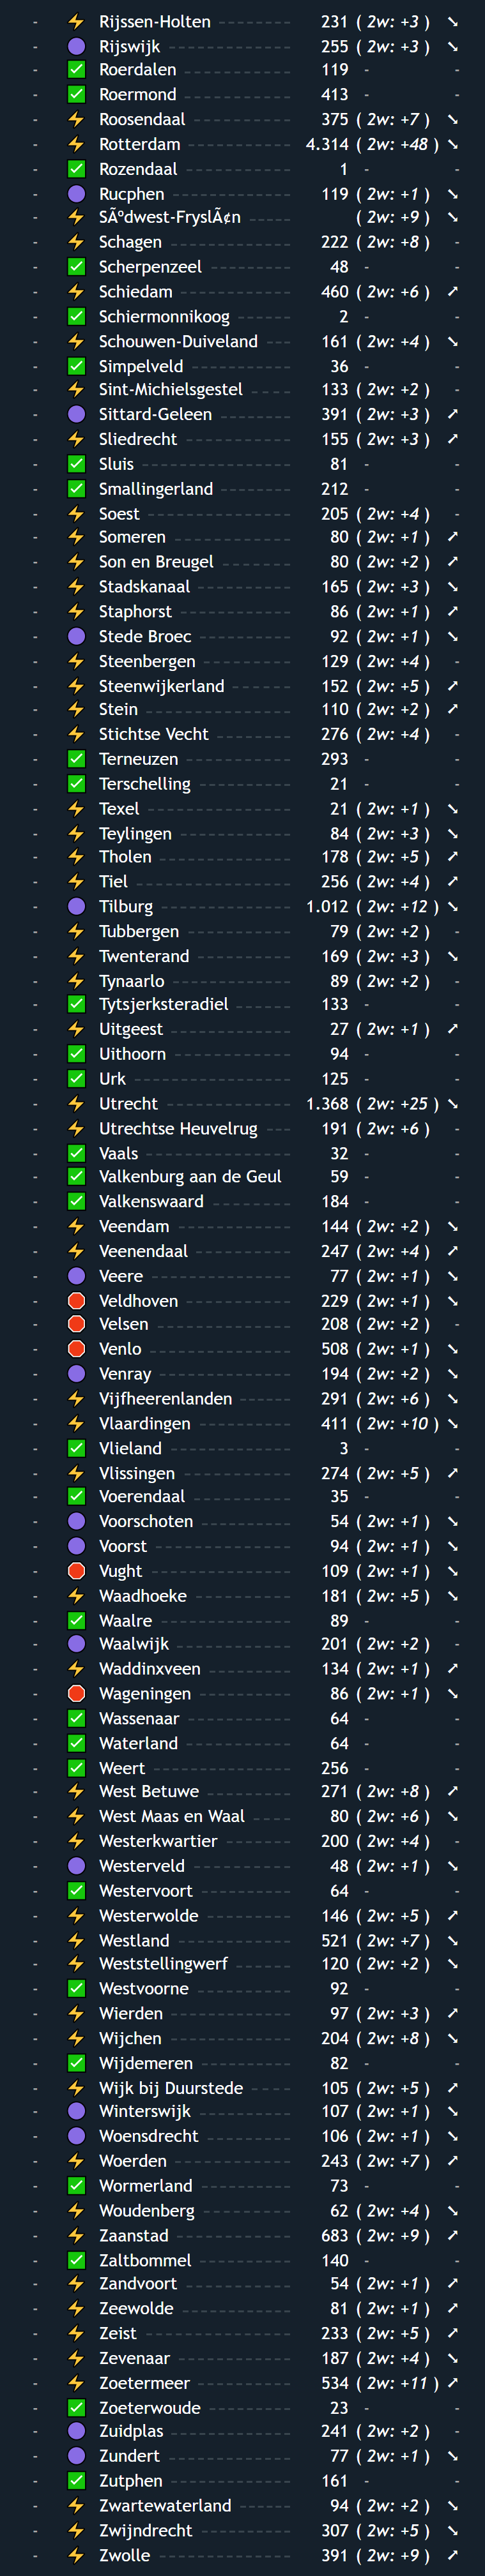 - Rijssen-Holten 231 ( 2w: +3 ) ➘
- Rijswijk 255 ( 2w: +3 ) ➘
- Roerdalen 119 - -
- Roermond 413 - -
- Roosendaal 375 ( 2w: +7 ) ➘
- Rotterdam 4.314 ( 2w: +48 ) ➘
- Rozendaal 1 - -
- Rucphen 119 ( 2w: +1 ) ➘
- SÃºdwest-FryslÃ¢n ( 2w: +9 ) ➘
- Schagen 222 ( 2w: +8 ) -
- Scherpenzeel 48 - -
- Schiedam 460 ( 2w: +6 ) ➚
- Schiermonnikoog 2 - -
- Schouwen-Duiveland 161 ( 2w: +4 ) ➘
- Simpelveld 36 - -
- Sint-Michielsgestel 133 ( 2w: +2 ) -
- Sittard-Geleen 391 ( 2w: +3 ) ➚
- Sliedrecht 155 ( 2w: +3 ) ➚
- Sluis 81 - -
- Smallingerland 212 - -
- Soest 205 ( 2w: +4 ) -
- Someren 80 ( 2w: +1 ) ➚
- Son en Breugel 80 ( 2w: +2 ) ➚
- Stadskanaal 165 ( 2w: +3 ) ➘
- Staphorst 86 ( 2w: +1 ) ➚
- Stede Broec 92 ( 2w: +1 ) ➘
- Steenbergen 129 ( 2w: +4 ) -
- Steenwijkerland 152 ( 2w: +5 ) ➚
- Stein 110 ( 2w: +2 ) ➚
- Stichtse Vecht 276 ( 2w: +4 ) -
- Terneuzen 293 - -
- Terschelling 21 - -
- Texel 21 ( 2w: +1 ) ➘
- Teylingen 84 ( 2w: +3 ) ➘
- Tholen 178 ( 2w: +5 ) ➚
- Tiel 256 ( 2w: +4 ) ➚
- Tilburg 1.012 ( 2w: +12 ) ➘
- Tubbergen 79 ( 2w: +2 ) -
- Twenterand 169 ( 2w: +3 ) ➘
- Tynaarlo 89 ( 2w: +2 ) -
- Tytsjerksteradiel 133 - -
- Uitgeest 27 ( 2w: +1 ) ➚
- Uithoorn 94 - -
- Urk 125 - -
- Utrecht 1.368 ( 2w: +25 ) ➘
- Utrechtse Heuvelrug 191 ( 2w: +6 ) -
- Vaals 32 - -
- Valkenburg aan de Geul 59 - -
- Valkenswaard 184 - -
- Veendam 144 ( 2w: +2 ) ➘
- Veenendaal 247 ( 2w: +4 ) ➚
- Veere 77 ( 2w: +1 ) ➘
- Veldhoven 229 ( 2w: +1 ) ➘
- Velsen 208 ( 2w: +2 ) -
- Venlo 508 ( 2w: +1 ) ➘
- Venray 194 ( 2w: +2 ) ➘
- Vijfheerenlanden 291 ( 2w: +6 ) ➘
- Vlaardingen 411 ( 2w: +10 ) ➘
- Vlieland 3 - -
- Vlissingen 274 ( 2w: +5 ) ➚
- Voerendaal 35 - -
- Voorschoten 54 ( 2w: +1 ) ➘
- Voorst 94 ( 2w: +1 ) ➘
- Vught 109 ( 2w: +1 ) ➘
- Waadhoeke 181 ( 2w: +5 ) ➘
- Waalre 89 - -
- Waalwijk 201 ( 2w: +2 ) -
- Waddinxveen 134 ( 2w: +1 ) ➚
- Wageningen 86 ( 2w: +1 ) ➘
- Wassenaar 64 - -
- Waterland 64 - -
- Weert 256 - -
- West Betuwe 271 ( 2w: +8 ) ➚
- West Maas en Waal 80 ( 2w: +6 ) ➘
- Westerkwartier 200 ( 2w: +4 ) -
- Westerveld 48 ( 2w: +1 ) ➘
- Westervoort 64 - -
- Westerwolde 146 ( 2w: +5 ) ➚
- Westland 521 ( 2w: +7 ) ➘
- Weststellingwerf 120 ( 2w: +2 ) ➘
- Westvoorne 92 - -
- Wierden 97 ( 2w: +3 ) ➚
- Wijchen 204 ( 2w: +8 ) ➘
- Wijdemeren 82 - -
- Wijk bij Duurstede 105 ( 2w: +5 ) ➚
- Winterswijk 107 ( 2w: +1 ) ➘
- Woensdrecht 106 ( 2w: +1 ) ➘
- Woerden 243 ( 2w: +7 ) ➚
- Wormerland 73 - -
- Woudenberg 62 ( 2w: +4 ) ➘
- Zaanstad 683 ( 2w: +9 ) ➚
- Zaltbommel 140 - -
- Zandvoort 54 ( 2w: +1 ) ➚
- Zeewolde 81 ( 2w: +1 ) ➚
- Zeist 233 ( 2w: +5 ) ➚
- Zevenaar 187 ( 2w: +4 ) ➘
- Zoetermeer 534 ( 2w: +11 ) ➚
- Zoeterwoude 23 - -
- Zuidplas 241 ( 2w: +2 ) -
- Zundert 77 ( 2w: +1 ) ➘
- Zutphen 161 - -
- Zwartewaterland 94 ( 2w: +2 ) ➘
- Zwijndrecht 307 ( 2w: +5 ) ➘
- Zwolle 391 ( 2w: +9 ) ➚